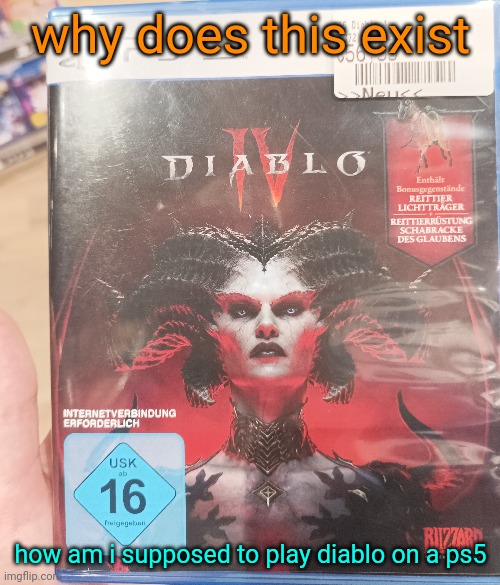 why does this exist
>>Neu<<
DIABLO
IV
Enthält
Bonusgegenstände
REITTIER
LICHTTRÄGER
+
REITTIERRÜSTUNG
SCHABRACKE
DES GLAUBENS
INTERNETVERBINDUNG
ERFORDERLICH
USK
ab
16
freigegeben
BLIZZARD
how am i supposed to play diablo on a ps5
imgflip.com